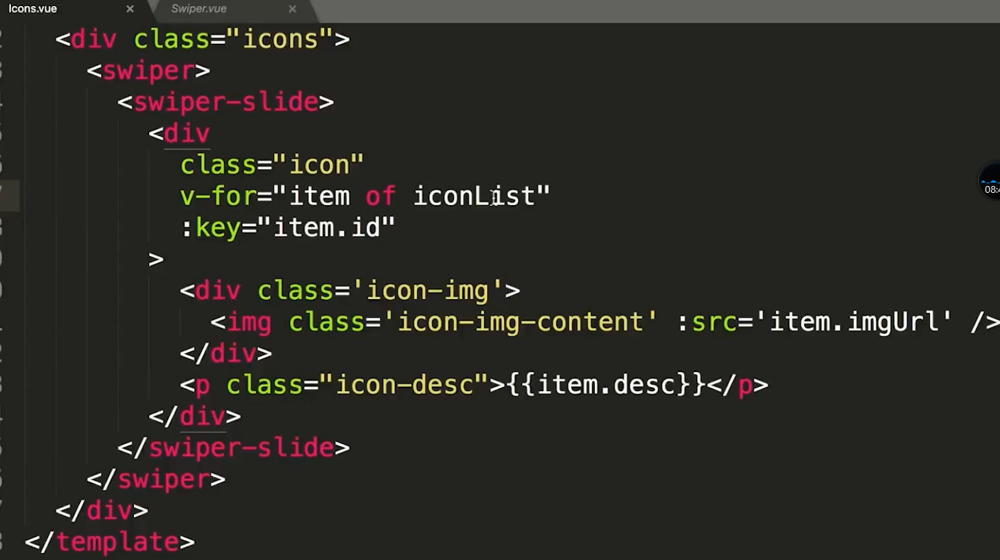 Icons.vue × Swiper.vue ×
<div class="icons">
<swiper>
<swiper-slide>
<div
class="icon"
v-for="item of iconList"
:key="item.id"
>
<div class='icon-img'>
<img class='icon-img-content' :src='item.imgUrl' />
</div>
<p class="icon-desc">{{item.desc}}</p>
</div>
</swiper-slide>
</swiper>
</div>
</template>